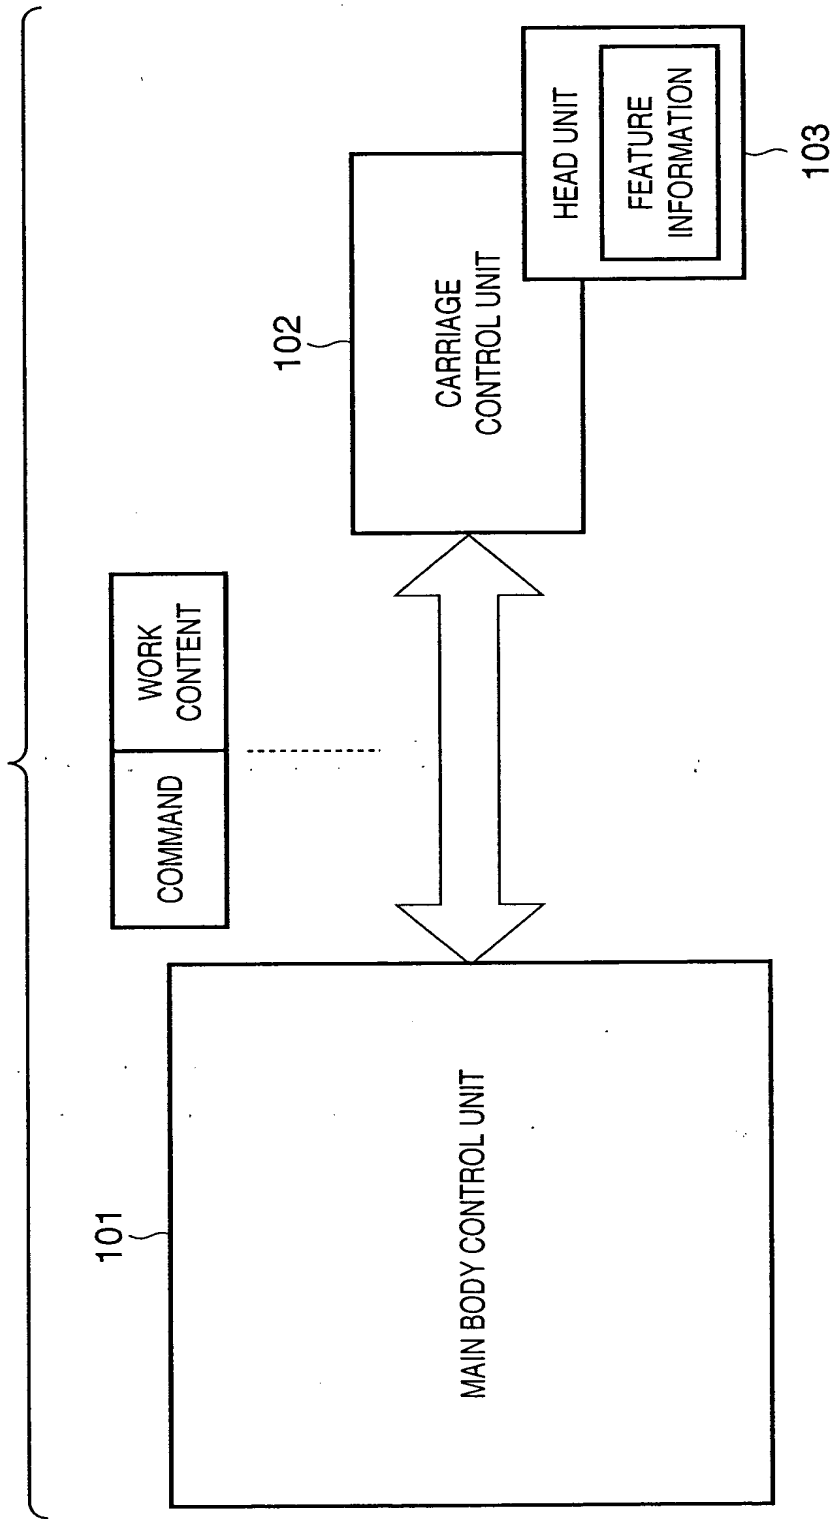 101
MAIN BODY CONTROL UNIT
COMMAND
WORK
CONTENT
102
CARRIAGE
CONTROL UNIT
HEAD UNIT
FEATURE
INFORMATION
103